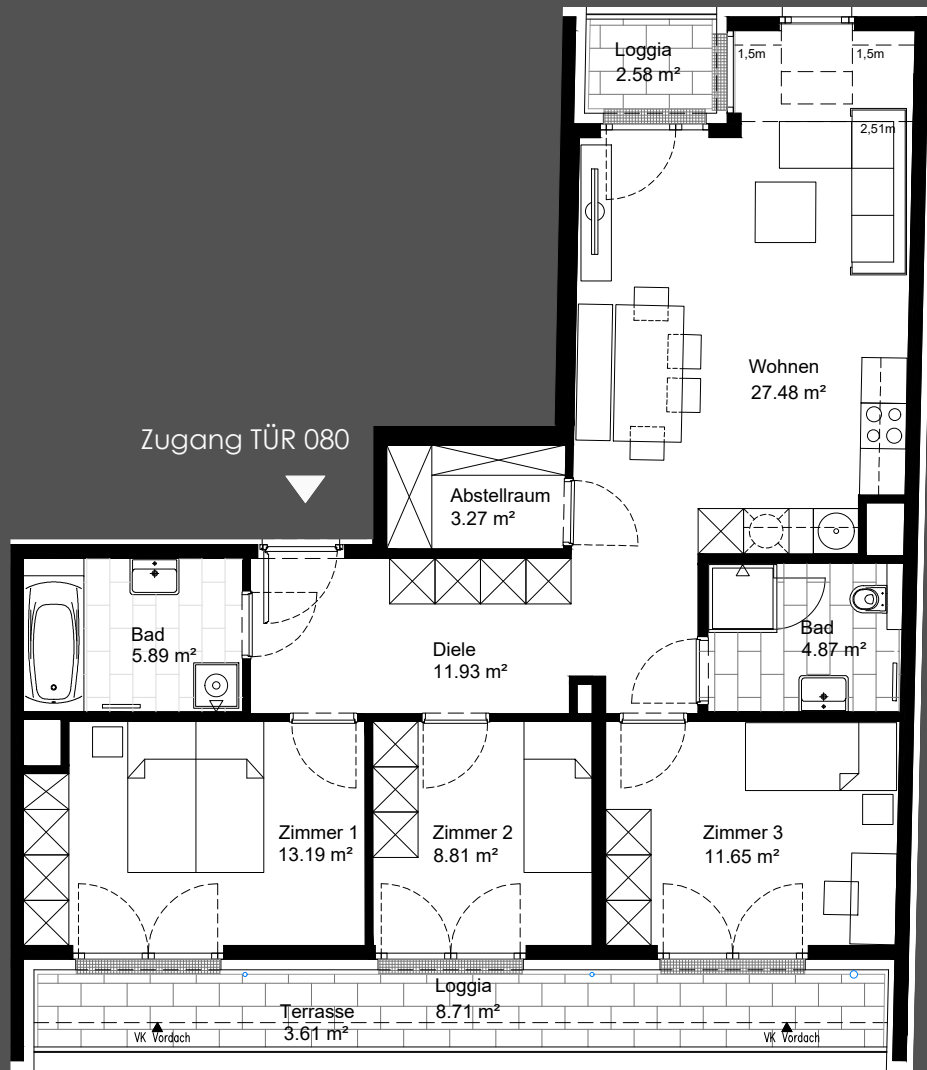 Loggia
2.58 m²
1,5m
1,5m
2,51m
Wohnen
27.48 m²
Zugang TÜR 080
Abstellraum
3.27 m²
Bad
5.89 m²
Diele
11.93 m²
Bad
4.87 m²
Zimmer 1
13.19 m²
Zimmer 2
8.81 m²
Zimmer 3
11.65 m²
Loggia
8.71 m²
Terrasse
3.61 m²
VK Vordach
VK Vordach